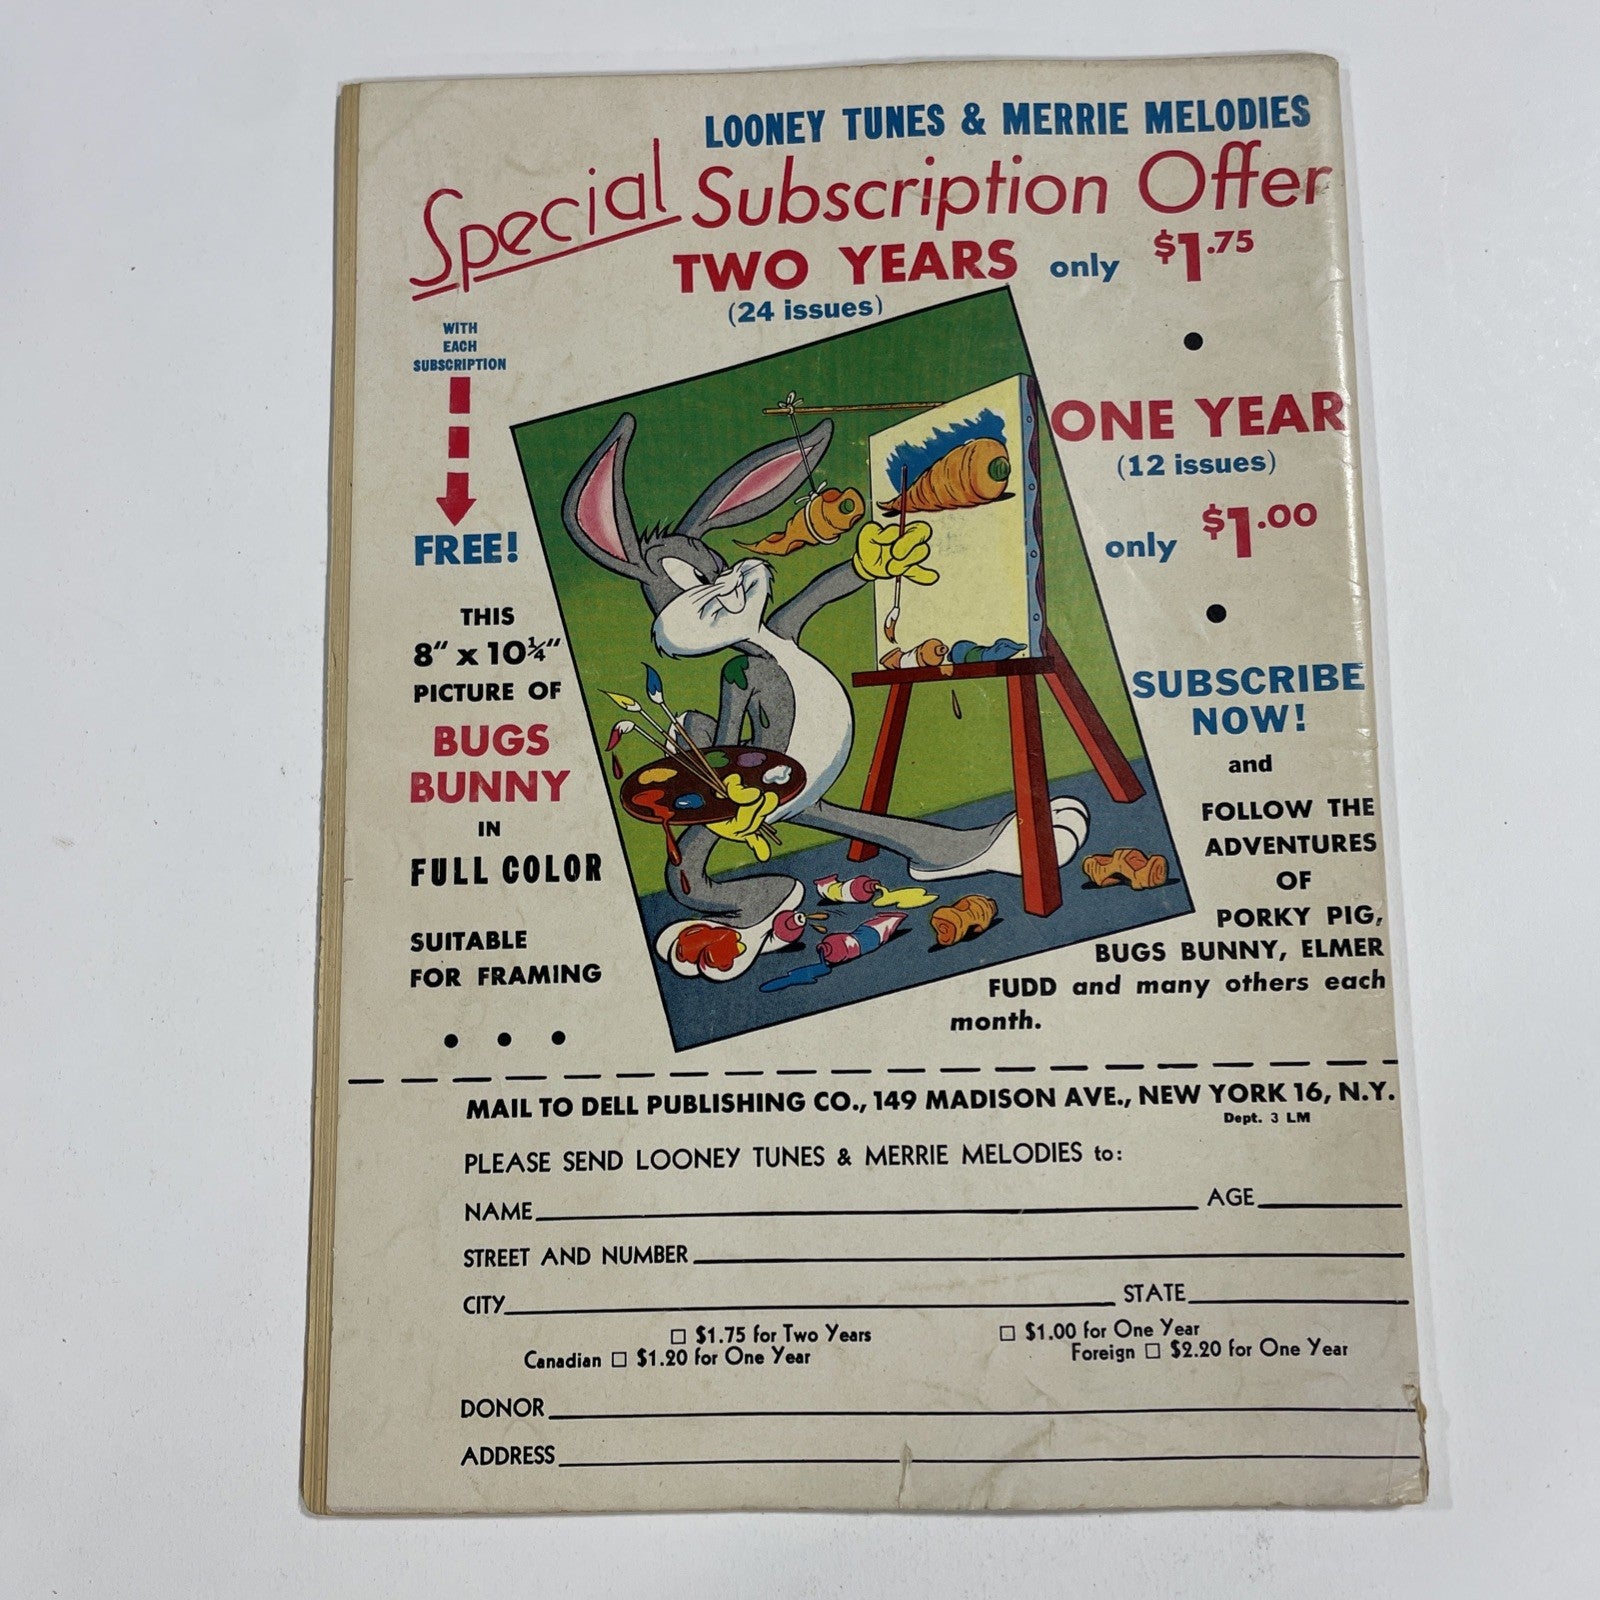 LOONEY TUNES & MERRIE MELODIES
Special Subscription Offer
TWO YEARS only $1.75
(24 issues)
WITH
EACH
SUBSCRIPTION
FREE!
THIS
8" x 10¼"
PICTURE OF
BUGS
BUNNY
IN
FULL COLOR
SUITABLE
FOR FRAMING
ONE YEAR
(12 issues)
only $1.00
SUBSCRIBE
NOW!
and
FOLLOW THE
ADVENTURES
OF
PORKY PIG,
BUGS BUNNY, ELMER
FUDD and many others each
month.
MAIL TO DELL PUBLISHING CO., 149 MADISON AVE., NEW YORK 16, N.Y.
Dept. 3 LM
PLEASE SEND LOONEY TUNES & MERRIE MELODIES to:
NAME AGE
STREET AND NUMBER
CITY STATE
□ $1.75 for Two Years □ $1.00 for One Year
Canadian □ $1.20 for One Year Foreign □ $2.20 for One Year
DONOR
ADDRESS